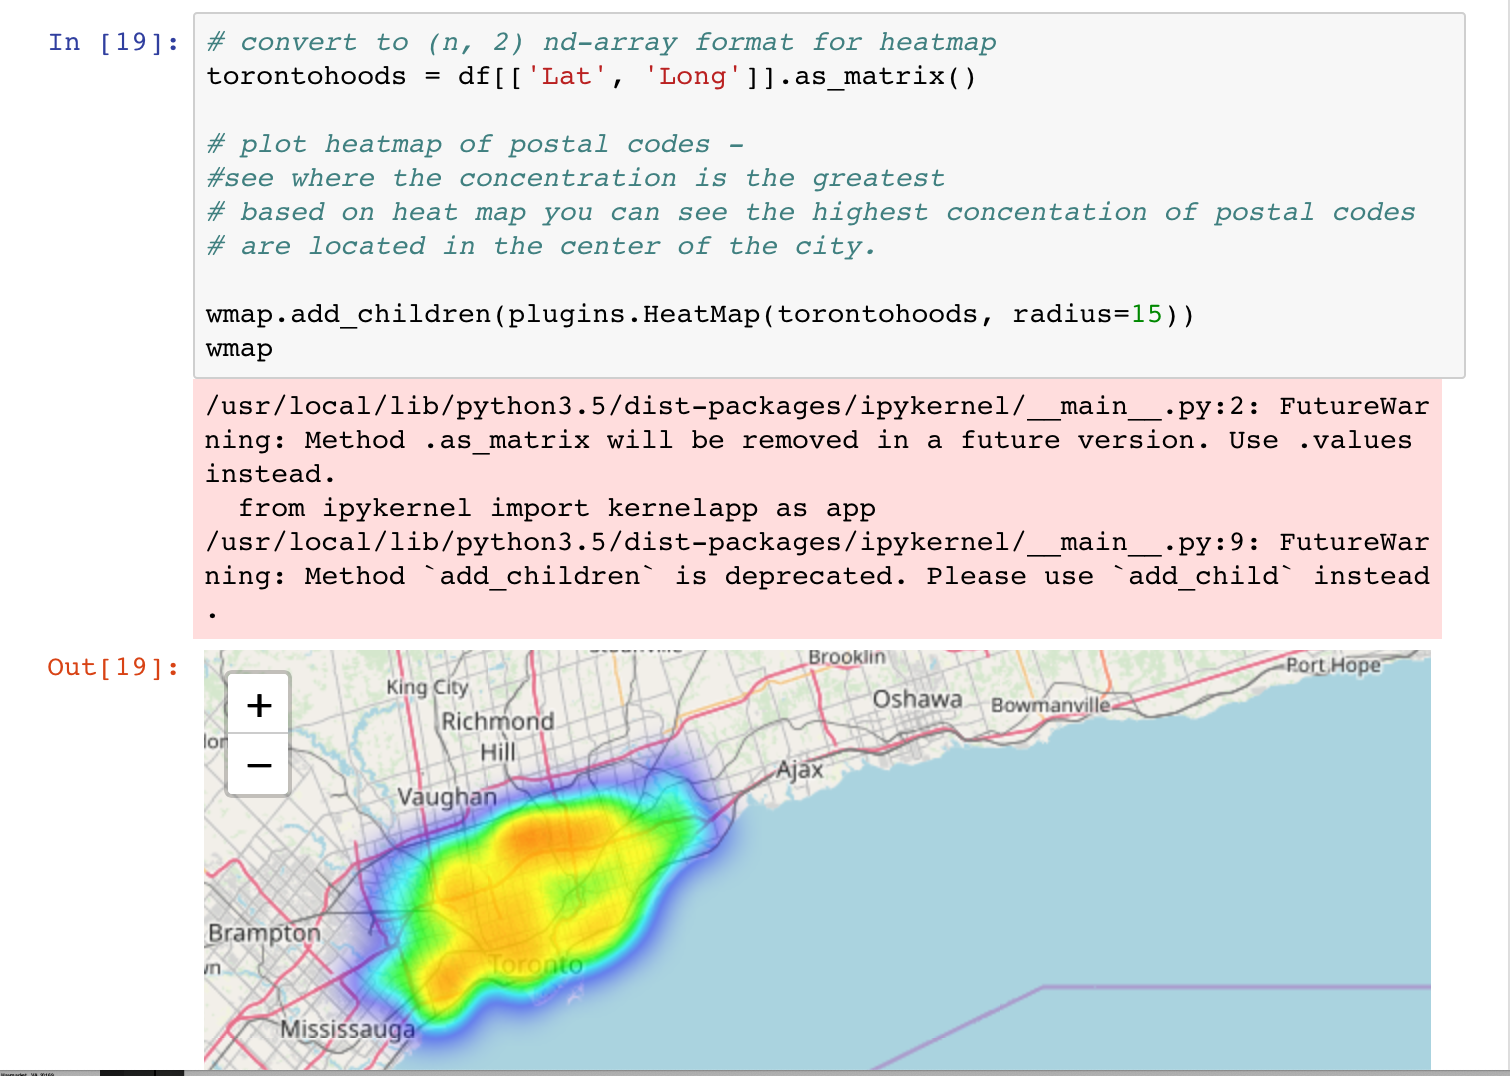 In [19]:
# convert to (n, 2) nd-array format for heatmap
torontohoods = df[['Lat', 'Long']].as_matrix()
# plot heatmap of postal codes -
#see where the concentration is the greatest
# based on heat map you can see the highest concentation of postal codes
# are located in the center of the city.
wmap.add_children(plugins.HeatMap(torontohoods, radius=15))
wmap
/usr/local/lib/python3.5/dist-packages/ipykernel/__main__.py:2: FutureWar
ning: Method .as_matrix will be removed in a future version. Use .values
instead.
from ipykernel import kernelapp as app
/usr/local/lib/python3.5/dist-packages/ipykernel/__main__.py:9: FutureWar
ning: Method `add_children` is deprecated. Please use `add_child` instead
.
Out[19]:
+
−
Brooklin
Port Hope
King City
Oshawa
Bowmanville
Richmond
Hill
Ajax
Vaughan
Brampton
Toronto
Mississauga